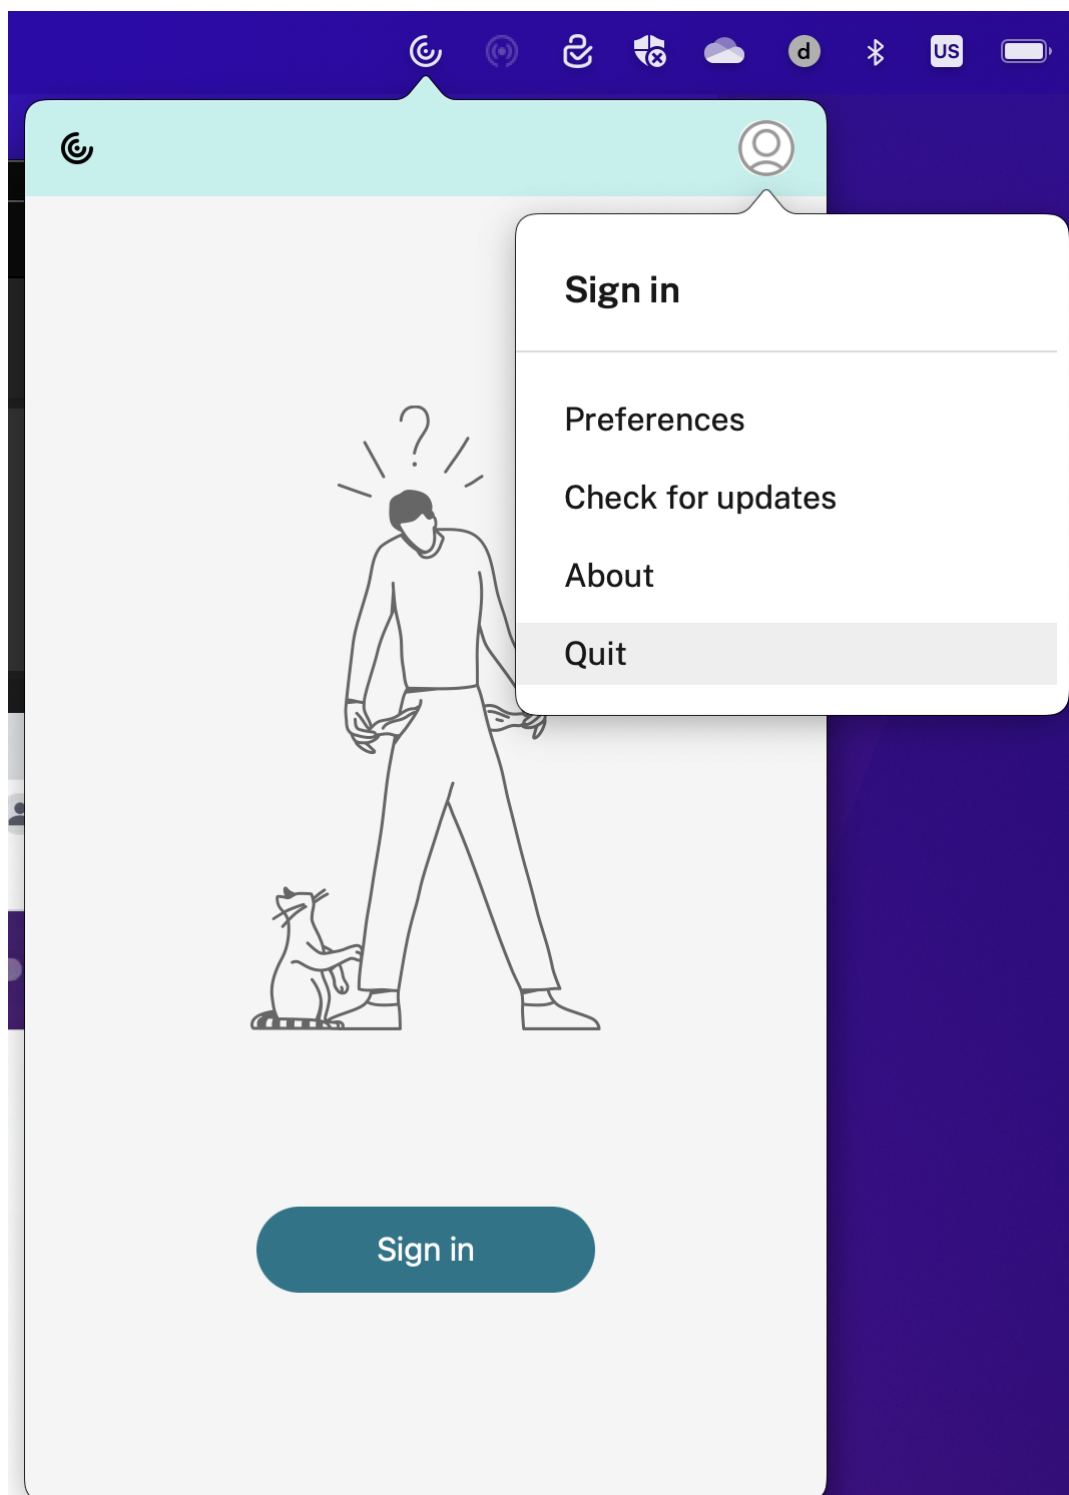 d
US
Sign in
Preferences
Check for updates
About
Quit
?
Sign in